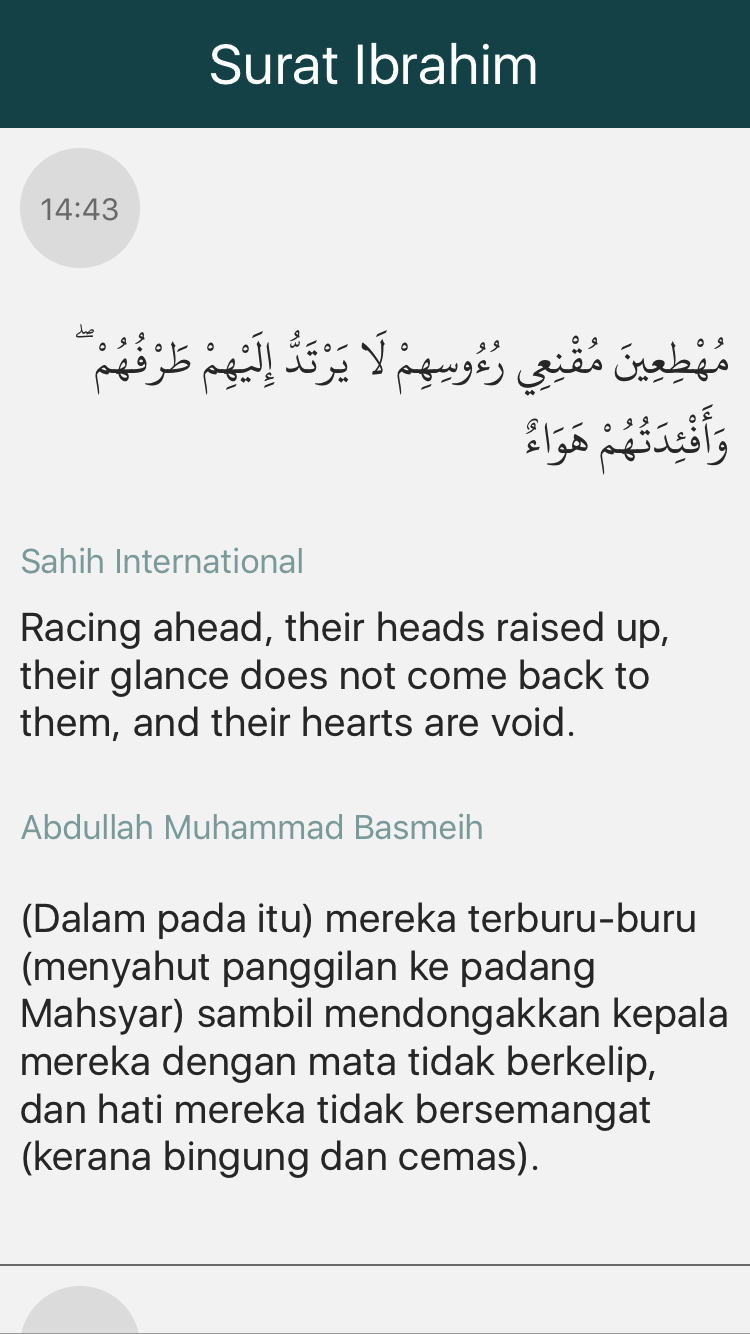 Surat Ibrahim
14:43
مُهْطِعِينَ مُقْنِعِي رُءُوسِهِمْ لَا يَرْتَدُّ إِلَيْهِمْ طَرْفُهُمْ ۖ
وَأَفْئِدَتُهُمْ هَوَاءٌ
Sahih International
Racing ahead, their heads raised up,
their glance does not come back to
them, and their hearts are void.
Abdullah Muhammad Basmeih
(Dalam pada itu) mereka terburu-buru
(menyahut panggilan ke padang
Mahsyar) sambil mendongakkan kepala
mereka dengan mata tidak berkelip,
dan hati mereka tidak bersemangat
(kerana bingung dan cemas).